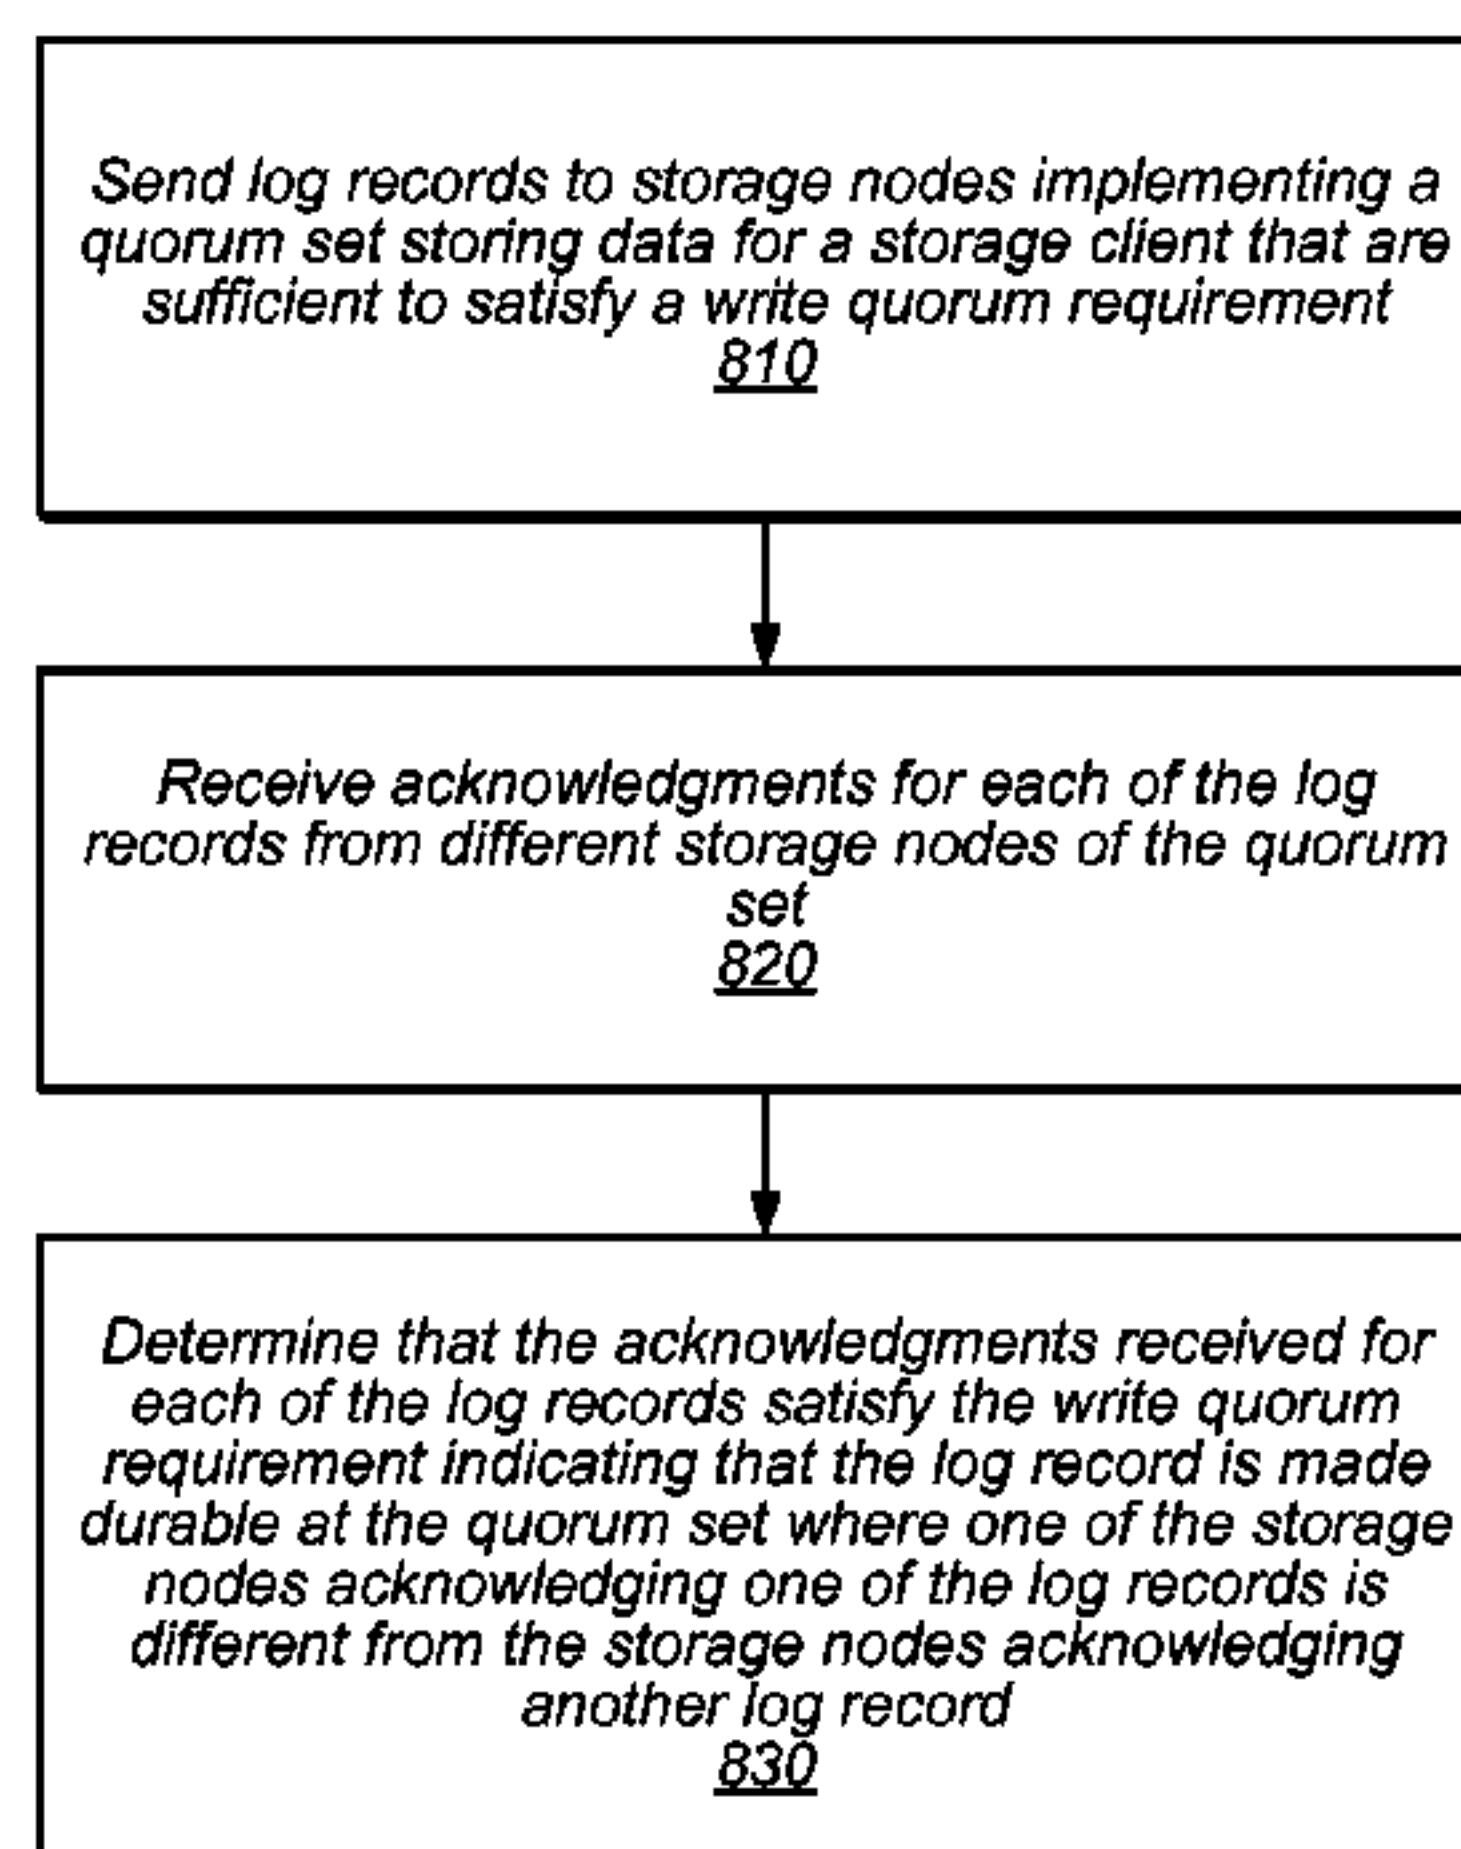 Send log records to storage nodes implementing a
quorum set storing data for a storage client that are
sufficient to satisfy a write quorum requirement
810
Receive acknowledgments for each of the log
records from different storage nodes of the quorum
set
820
Determine that the acknowledgments received for
each of the log records satisfy the write quorum
requirement indicating that the log record is made
durable at the quorum set where one of the storage
nodes acknowledging one of the log records is
different from the storage nodes acknowledging
another log record
830